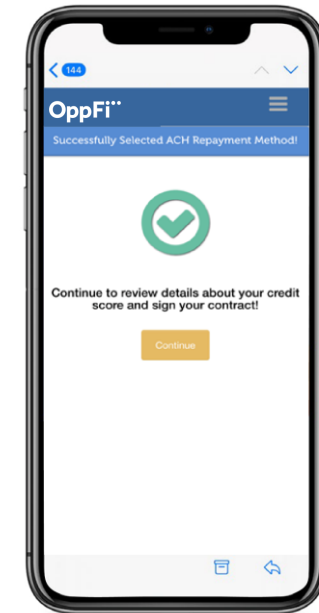 144
OppFi¨
Successfully Selected ACH Repayment Method!
Continue to review details about your credit
score and sign your contract!
Continue